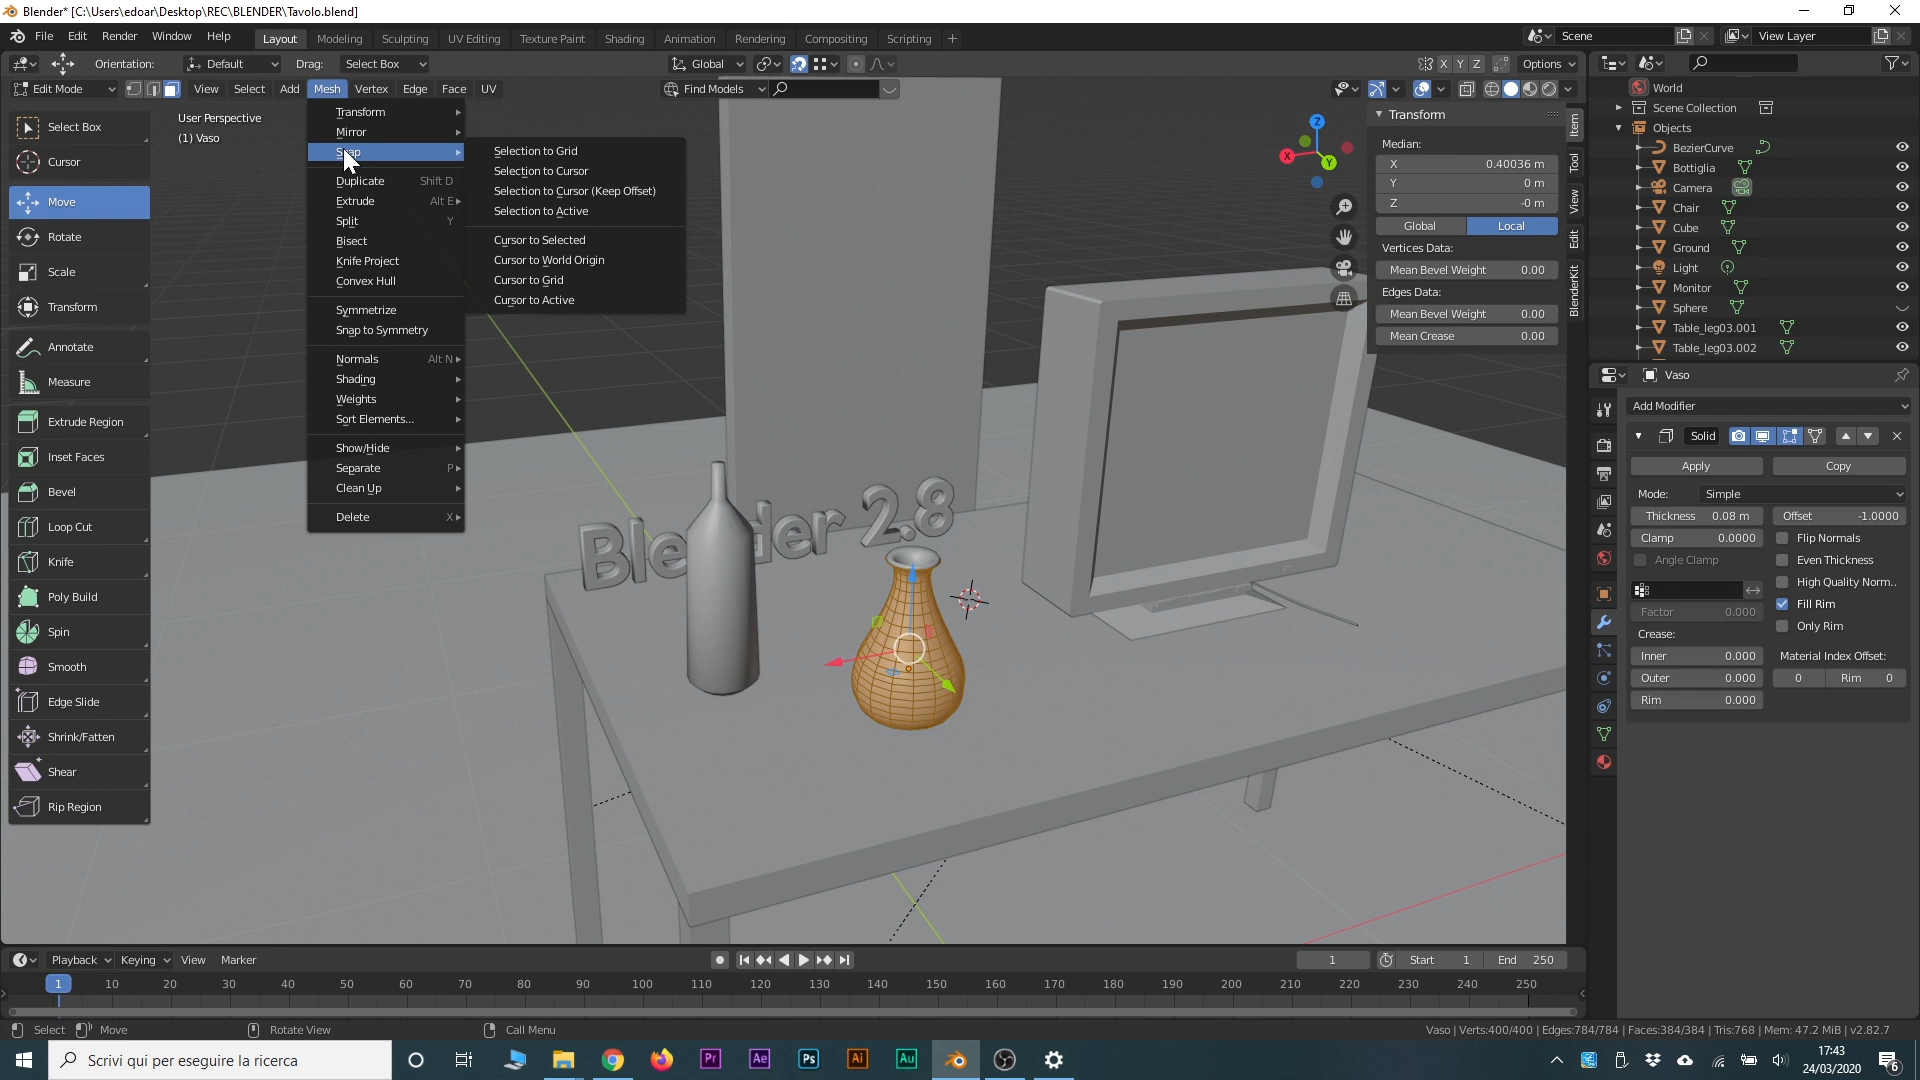 Blender* [C:\Users\edoar\Desktop\REC\BLENDER\Tavolo.blend]
File Edit Render Window Help Layout Modeling Sculpting UV Editing Texture Paint Shading Animation Rendering Compositing Scripting + Scene View Layer
Orientation: Default Drag: Select Box Global X Y Z Options
Edit Mode View Select Add Mesh Vertex Edge Face UV Find Models
User Perspective
(1) Vaso
Select Box
Cursor
Move
Rotate
Scale
Transform
Annotate
Measure
Extrude Region
Inset Faces
Bevel
Loop Cut
Knife
Poly Build
Spin
Smooth
Edge Slide
Shrink/Fatten
Shear
Rip Region
Transform
Mirror
Snap
Duplicate Shift D
Extrude Alt E
Split Y
Bisect
Knife Project
Convex Hull
Symmetrize
Snap to Symmetry
Normals Alt N
Shading
Weights
Sort Elements...
Show/Hide
Separate P
Clean Up
Delete X
Selection to Grid
Selection to Cursor
Selection to Cursor (Keep Offset)
Selection to Active
Cursor to Selected
Cursor to World Origin
Cursor to Grid
Cursor to Active
Blender 2.8
Z
X
Y
Transform
Median:
X 0.40036 m
Y 0 m
Z -0 m
Global Local
Vertices Data:
Mean Bevel Weight 0.00
Edges Data:
Mean Bevel Weight 0.00
Mean Crease 0.00
Item
Tool
View
Edit
BlenderKit
World
Scene Collection
Objects
BezierCurve
Bottiglia
Camera
Chair
Cube
Ground
Light
Monitor
Sphere
Table_leg03.001
Table_leg03.002
Vaso
Add Modifier
Solid
Apply Copy
Mode: Simple
Thickness 0.08 m Offset -1.0000
Clamp 0.0000 Flip Normals
Angle Clamp Even Thickness
High Quality Norm..
Factor 0.000 Fill Rim
Crease: Only Rim
Inner 0.000 Material Index Offset:
Outer 0.000 0 Rim 0
Rim 0.000
Playback Keying View Marker 1 Start 1 End 250
1 10 20 30 40 50 60 70 80 90 100 110 120 130 140 150 160 170 180 190 200 210 220 230 240 250
Select Move Rotate View Call Menu Vaso | Verts:400/400 | Edges:784/784 | Faces:384/384 | Tris:768 | Mem: 47.2 MiB | v2.82.7
Scrivi qui per eseguire la ricerca Pr Ae Ps Ai Au
17:43
24/03/2020
6